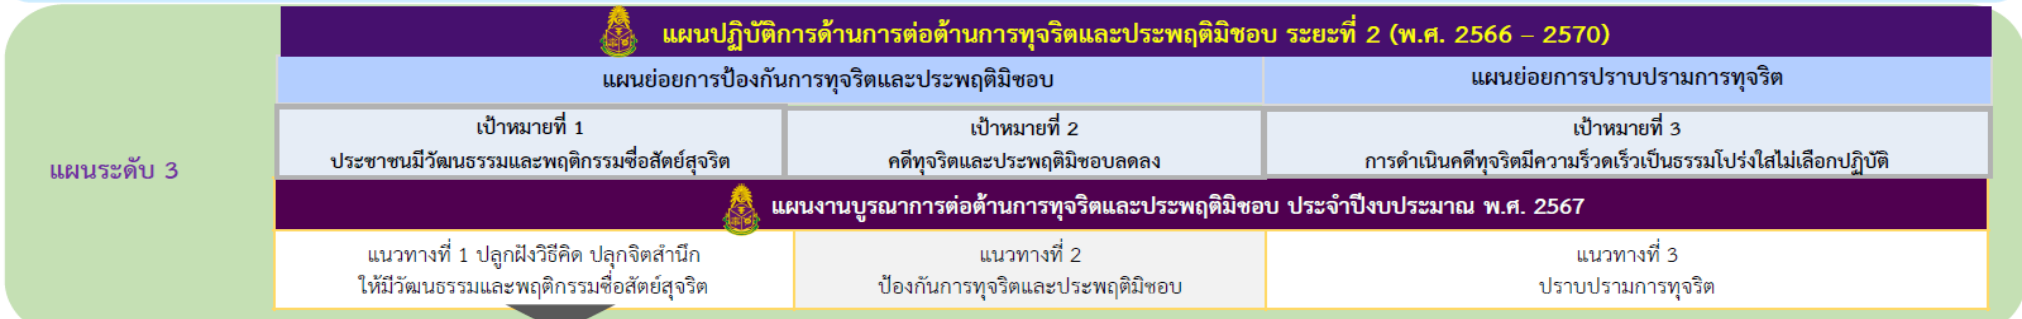 แผนปฏิบัติการด้านการต่อต้านการทุจริตและประพฤติมิชอบ ระยะที่ 2 (พ.ศ. 2566 – 2570)
แผนย่อยการป้องกันการทุจริตและประพฤติมิชอบ
แผนย่อยการปราบปรามการทุจริต
เป้าหมายที่ 1
ประชาชนมีวัฒนธรรมและพฤติกรรมซื่อสัตย์สุจริต
เป้าหมายที่ 2
คดีทุจริตและประพฤติมิชอบลดลง
เป้าหมายที่ 3
การดำเนินคดีทุจริตมีความร็วดเร็วเป็นธรรมโปร่งใสไม่เลือกปฏิบัติ
แผนระดับ 3
แผนงานบูรณาการต่อต้านการทุจริตและประพฤติมิชอบ ประจำปีงบประมาณ พ.ศ. 2567
แนวทางที่ 1 ปลูกฝังวิธีคิด ปลุกจิตสำนึก
ให้มีวัฒนธรรมและพฤติกรรมซื่อสัตย์สุจริต
แนวทางที่ 2
ป้องกันการทุจริตและประพฤติมิชอบ
แนวทางที่ 3
ปราบปรามการทุจริต